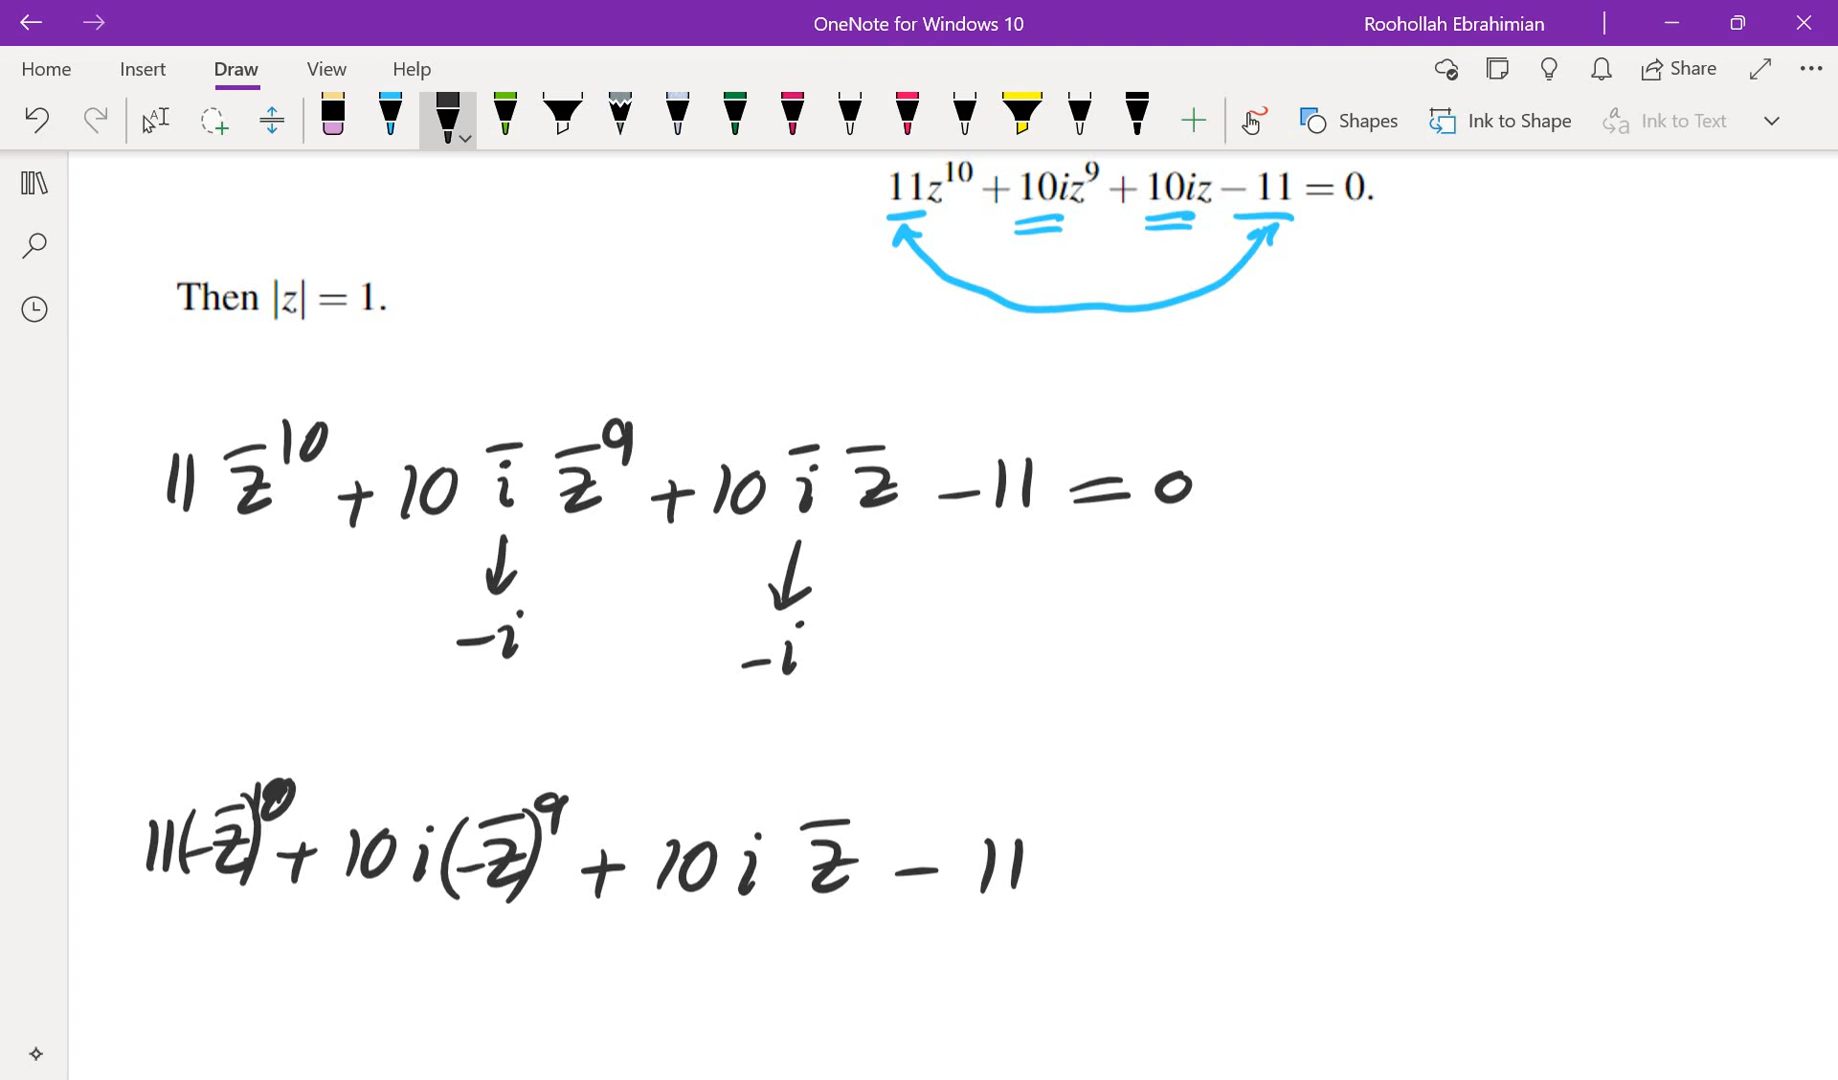 OneNote for Windows 10
Roohollah Ebrahimian
Home Insert Draw View Help
Share
Shapes Ink to Shape Ink to Text
11z^10 + 10iz^9 + 10iz − 11 = 0.
Then |z| = 1.
11 z̄^10 + 10 ī z̄^9 + 10 ī z̄ − 11 = 0
−i −i
11(−z̄)^10 + 10 i (−z̄)^9 + 10 i z̄ − 11